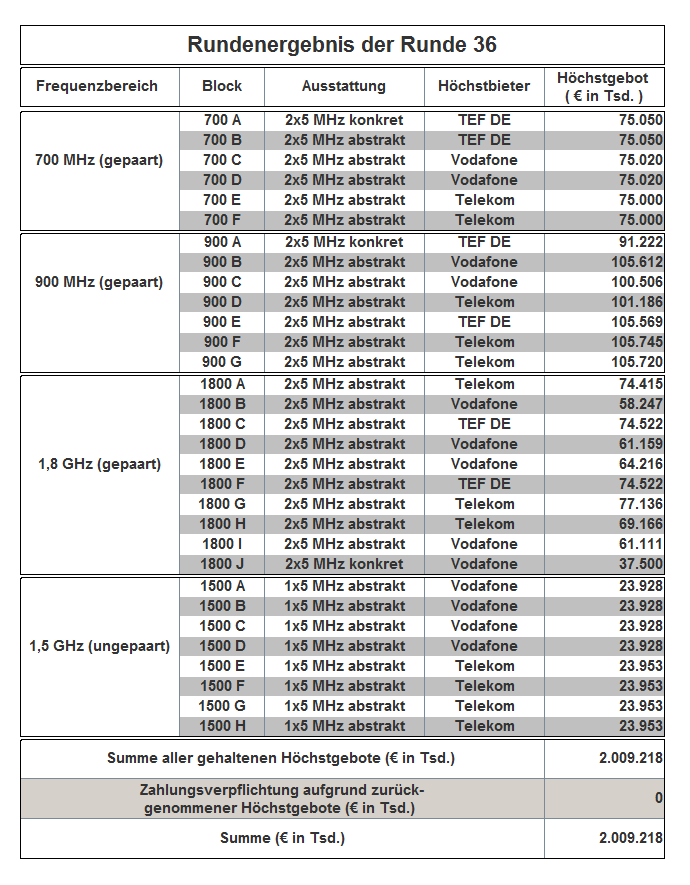 Rundenergebnis der Runde 36
Frequenzbereich Block Ausstattung Höchstbieter Höchstgebot
( € in Tsd. )
700 A 2x5 MHz konkret TEF DE 75.050
700 B 2x5 MHz abstrakt TEF DE 75.050
700 MHz (gepaart) 700 C 2x5 MHz abstrakt Vodafone 75.020
700 D 2x5 MHz abstrakt Vodafone 75.020
700 E 2x5 MHz abstrakt Telekom 75.000
700 F 2x5 MHz abstrakt Telekom 75.000
900 A 2x5 MHz konkret TEF DE 91.222
900 B 2x5 MHz abstrakt Vodafone 105.612
900 MHz (gepaart) 900 C 2x5 MHz abstrakt Vodafone 100.506
900 D 2x5 MHz abstrakt Telekom 101.186
900 E 2x5 MHz abstrakt TEF DE 105.569
900 F 2x5 MHz abstrakt Telekom 105.745
900 G 2x5 MHz abstrakt Telekom 105.720
1800 A 2x5 MHz abstrakt Telekom 74.415
1800 B 2x5 MHz abstrakt Vodafone 58.247
1800 C 2x5 MHz abstrakt TEF DE 74.522
1800 D 2x5 MHz abstrakt Vodafone 61.159
1,8 GHz (gepaart) 1800 E 2x5 MHz abstrakt Vodafone 64.216
1800 F 2x5 MHz abstrakt TEF DE 74.522
1800 G 2x5 MHz abstrakt Telekom 77.136
1800 H 2x5 MHz abstrakt Telekom 69.166
1800 I 2x5 MHz abstrakt Vodafone 61.111
1800 J 2x5 MHz konkret Vodafone 37.500
1500 A 1x5 MHz abstrakt Vodafone 23.928
1500 B 1x5 MHz abstrakt Vodafone 23.928
1500 C 1x5 MHz abstrakt Vodafone 23.928
1,5 GHz (ungepaart) 1500 D 1x5 MHz abstrakt Vodafone 23.928
1500 E 1x5 MHz abstrakt Telekom 23.953
1500 F 1x5 MHz abstrakt Telekom 23.953
1500 G 1x5 MHz abstrakt Telekom 23.953
1500 H 1x5 MHz abstrakt Telekom 23.953
Summe aller gehaltenen Höchstgebote (€ in Tsd.) 2.009.218
Zahlungsverpflichtung aufgrund zurück-
genommener Höchstgebote (€ in Tsd.) 0
Summe (€ in Tsd.) 2.009.218